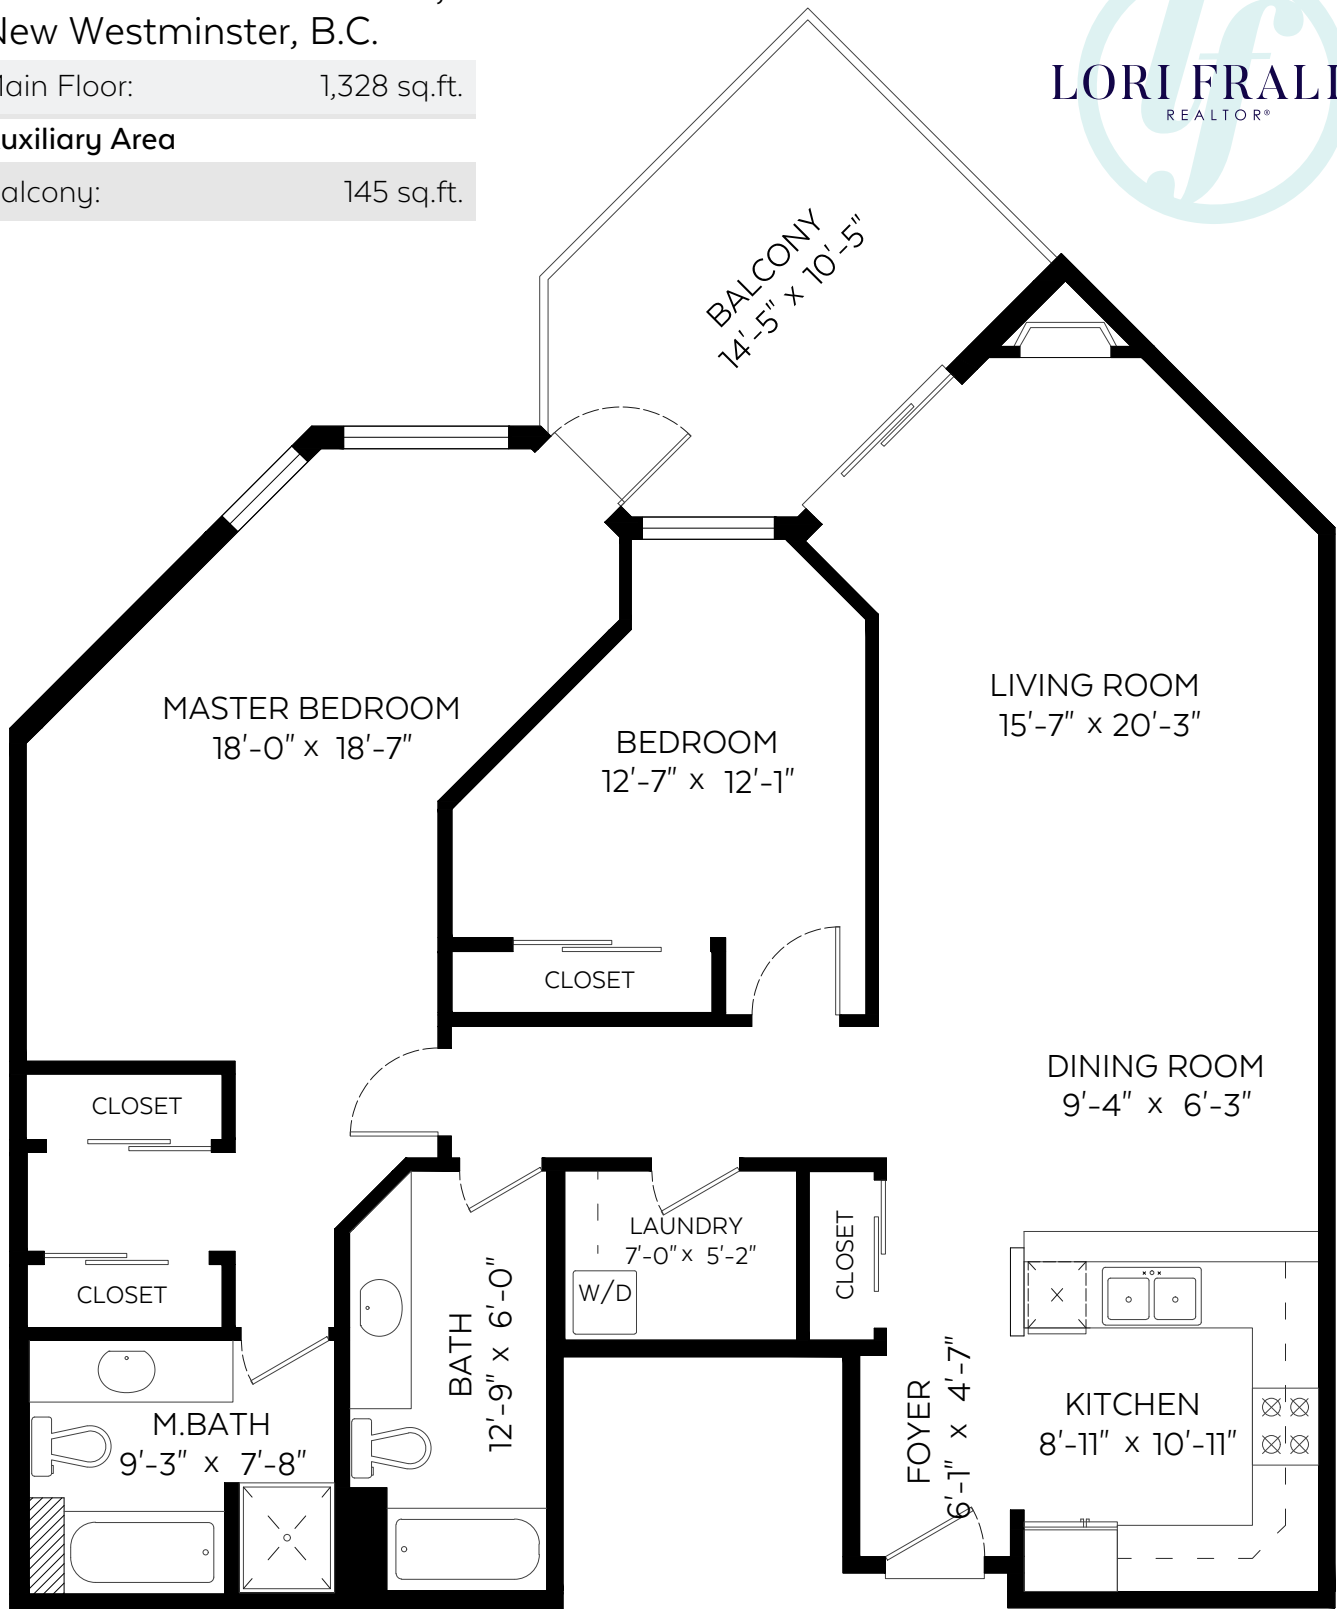 New Westminster, B.C.
Main Floor: 1,328 sq.ft.
Auxiliary Area
Balcony: 145 sq.ft.
LORI FRALI
REALTOR®
BALCONY
14'-5" x 10'-5"
MASTER BEDROOM
18'-0" x 18'-7"
BEDROOM
12'-7" x 12'-1"
LIVING ROOM
15'-7" x 20'-3"
CLOSET
DINING ROOM
9'-4" x 6'-3"
CLOSET
CLOSET
LAUNDRY
7'-0" x 5'-2"
W/D
CLOSET
BATH
12'-9" x 6'-0"
M.BATH
9'-3" x 7'-8"
FOYER
6'-1" x 4'-7"
KITCHEN
8'-11" x 10'-11"